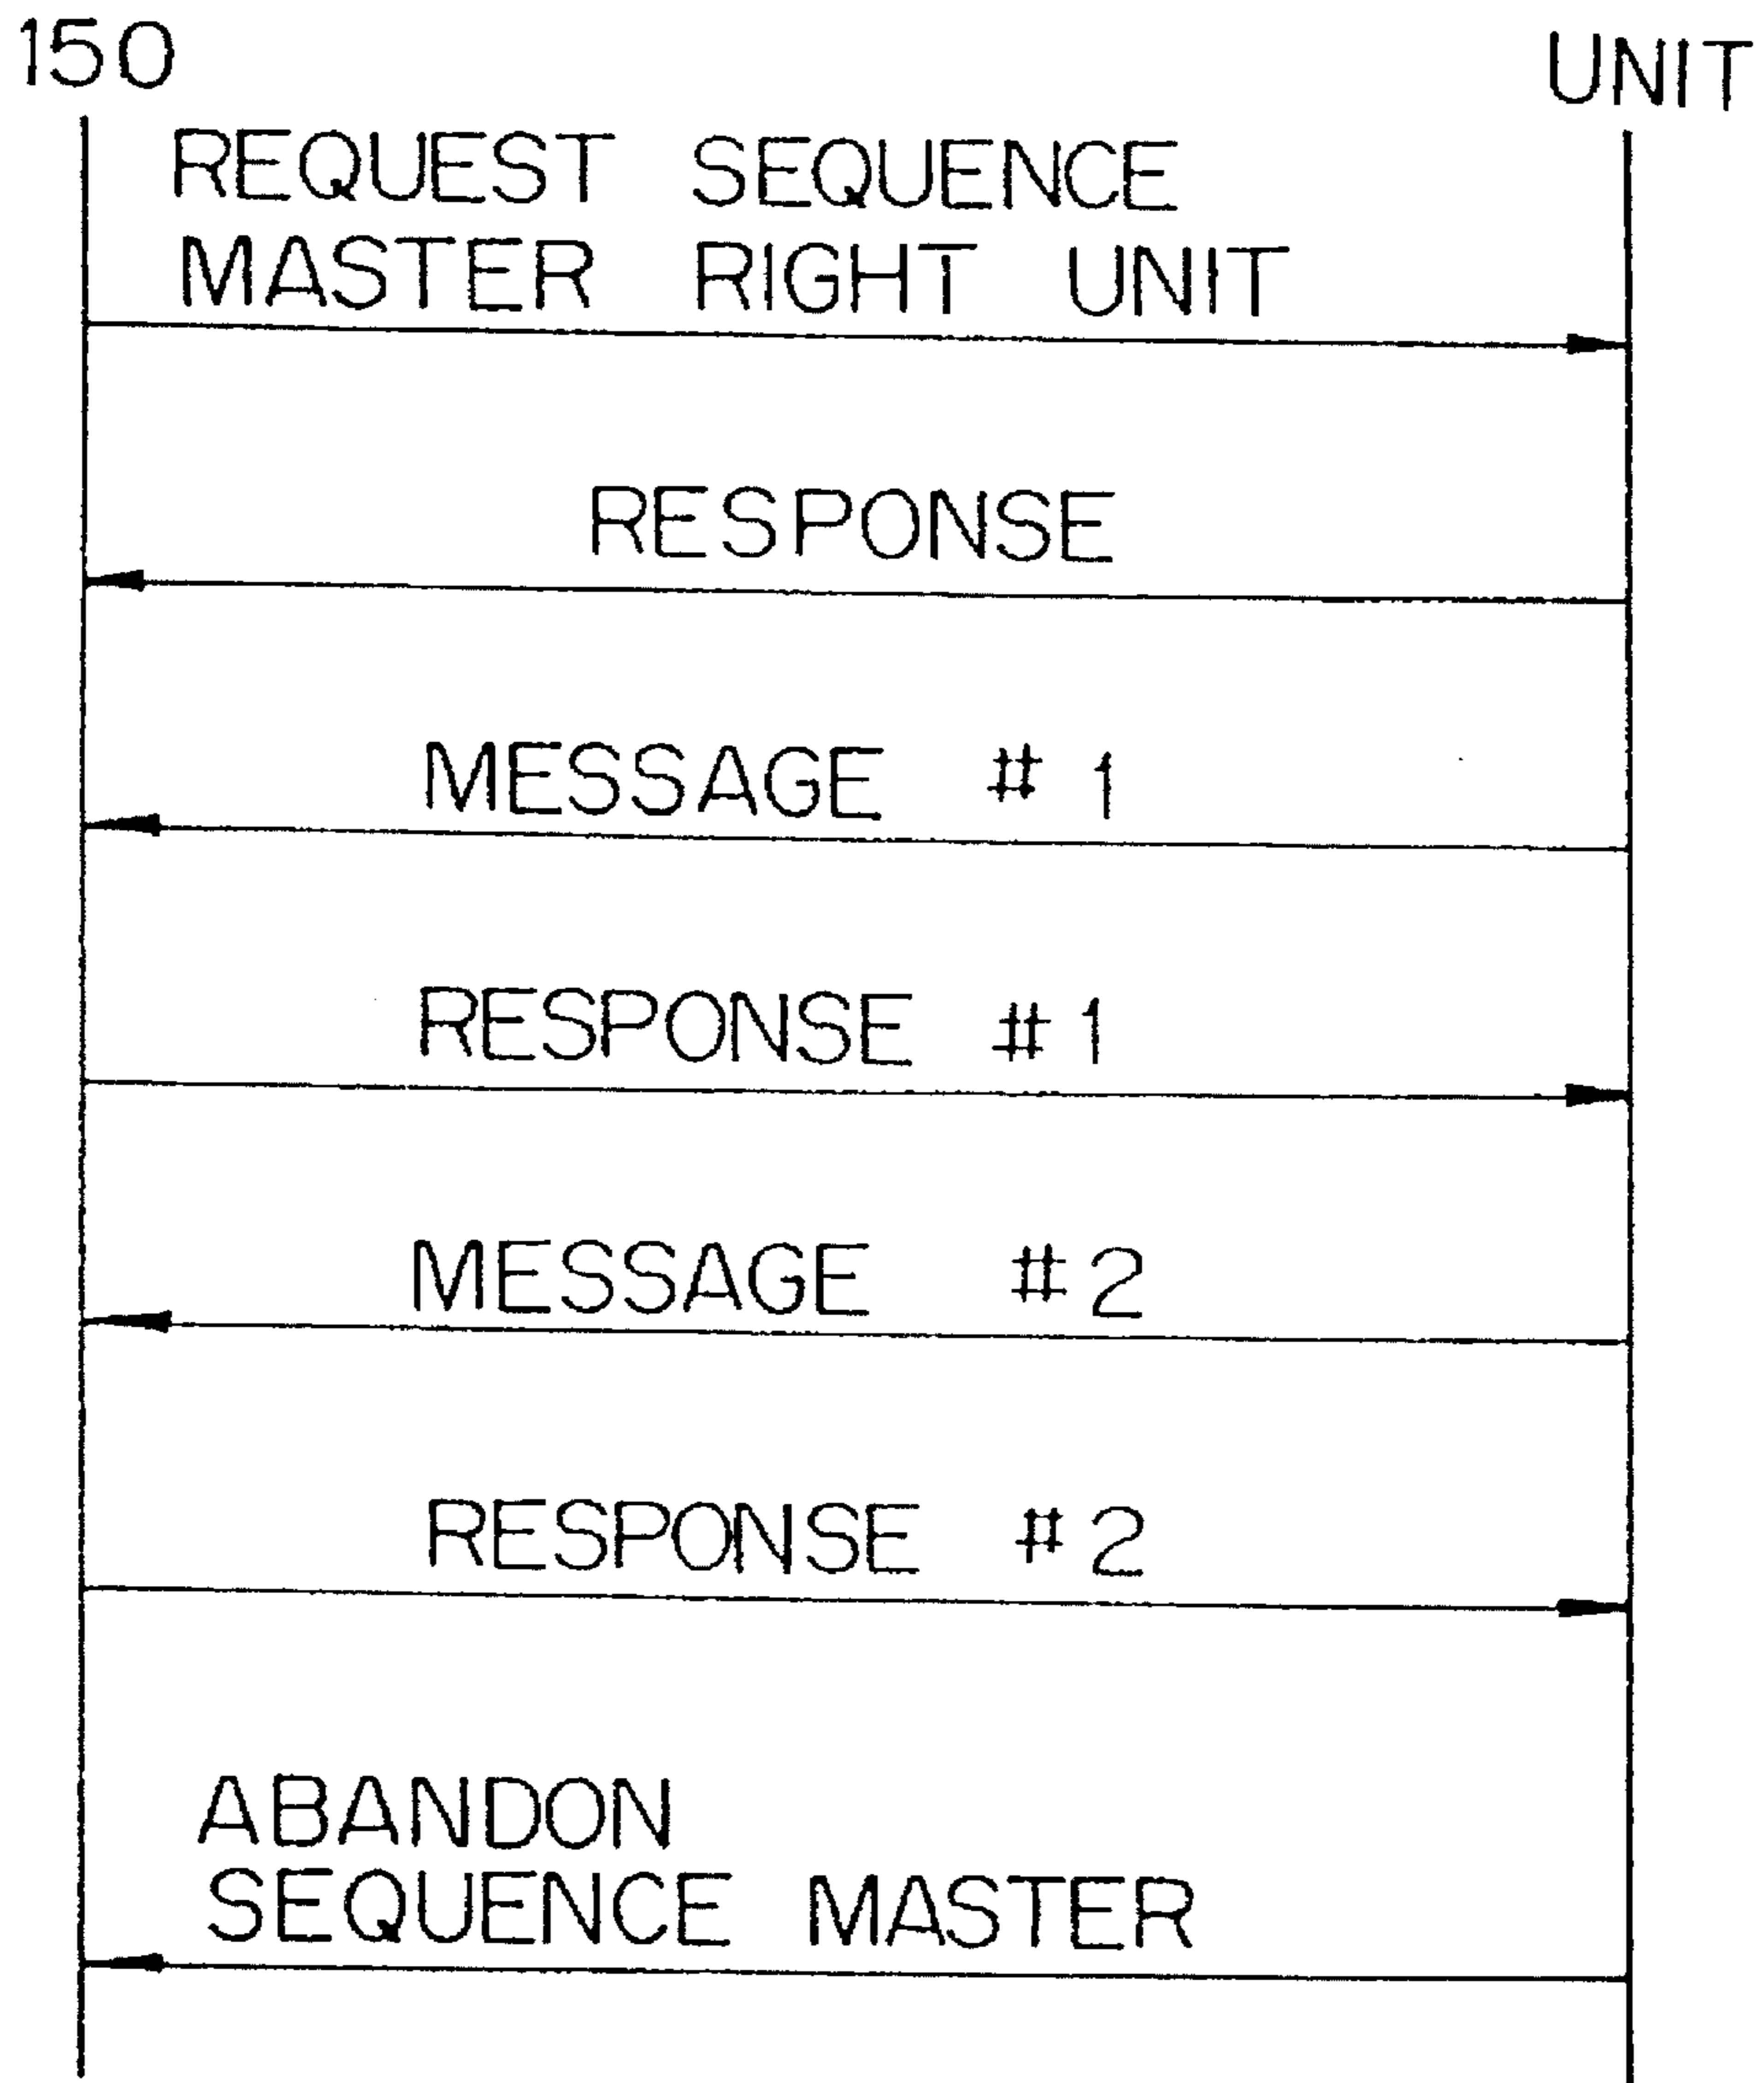 150
UNIT
REQUEST SEQUENCE
MASTER RIGHT UNIT
RESPONSE
MESSAGE #1
RESPONSE #1
MESSAGE #2
RESPONSE #2
ABANDON
SEQUENCE MASTER